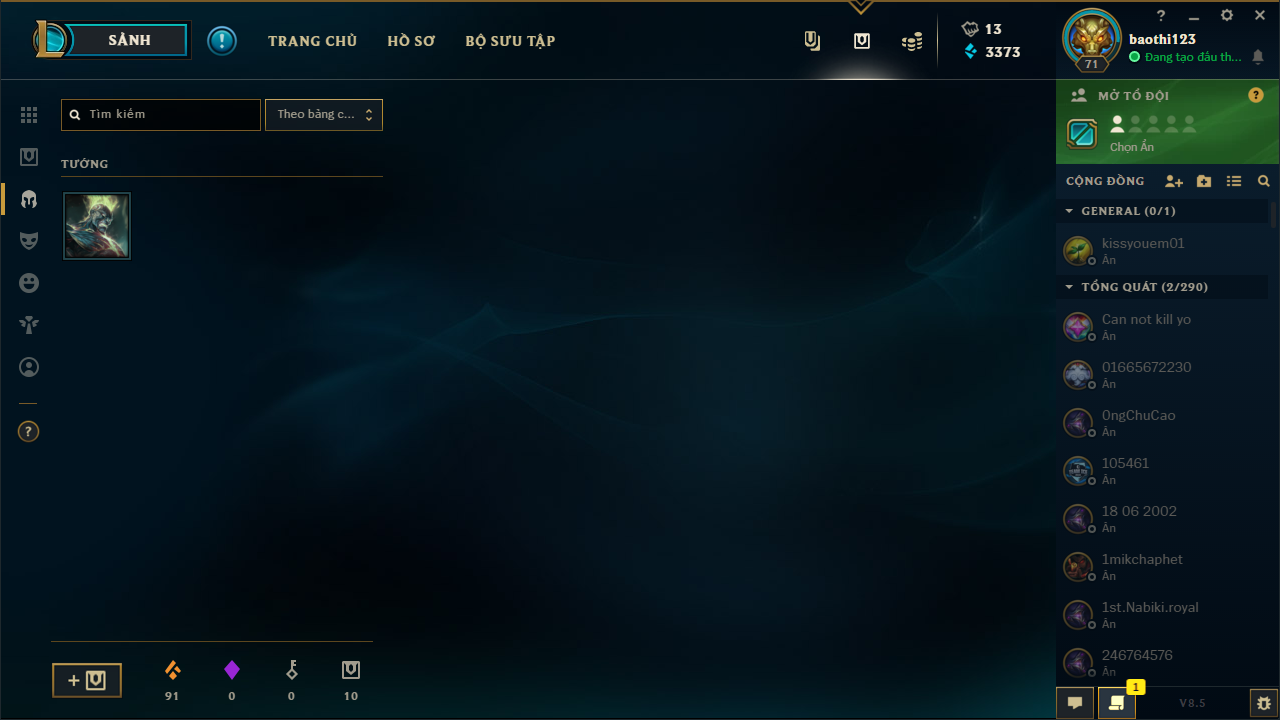 SẢNH
TRANG CHỦ
HỒ SƠ
BỘ SƯU TẬP
13
3373
71
baothi123
Đang tạo đấu th...
Tìm kiếm
Theo bảng c...
TƯỚNG
91
0
0
10
MỞ TỔ ĐỘI
Chọn Ẩn
CỘNG ĐỒNG
GENERAL (0/1)
kissyouem01
Ẩn
TỔNG QUÁT (2/290)
Can not kill yo
Ẩn
01665672230
Ẩn
0ngChuCao
Ẩn
105461
Ẩn
18 06 2002
Ẩn
1mikchaphet
Ẩn
1st.Nabiki.royal
Ẩn
246764576
Ẩn
1
V8.5